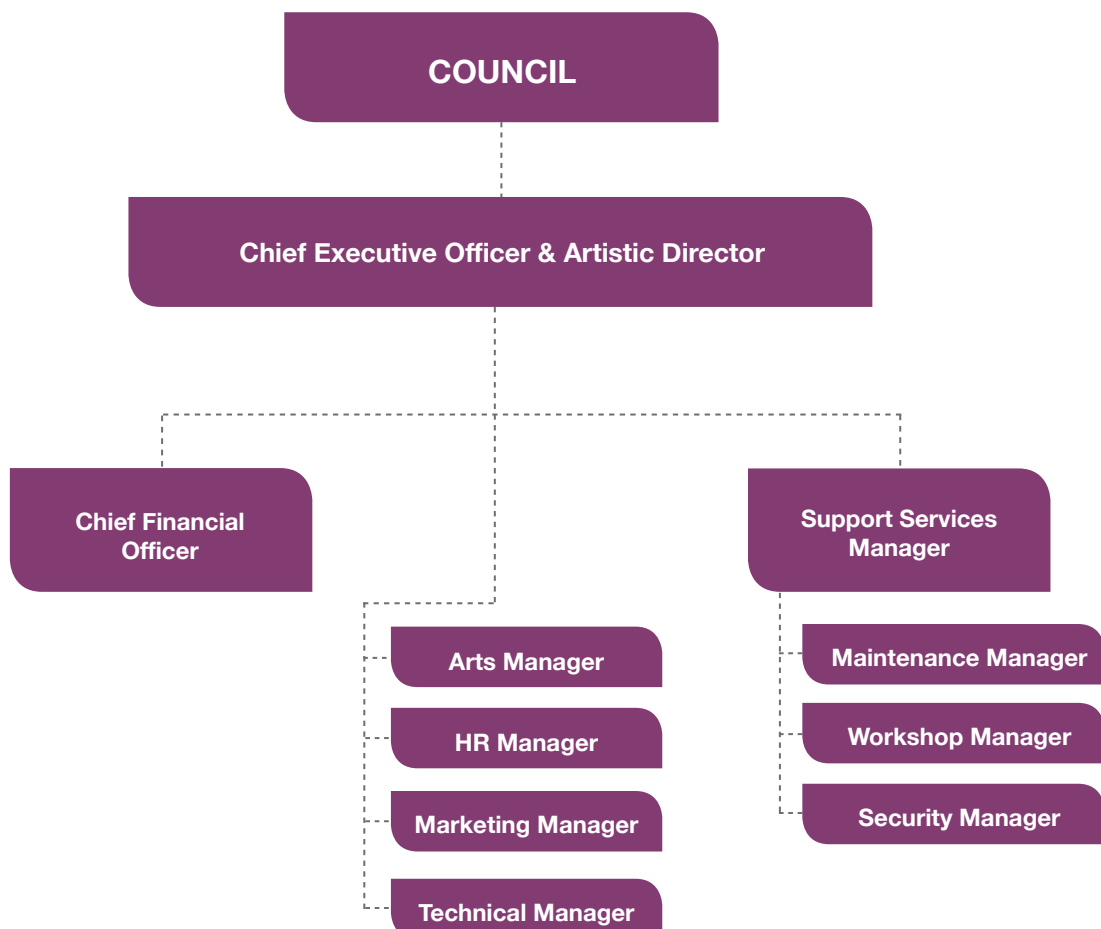 COUNCIL
Chief Executive Officer & Artistic Director
Chief Financial
Officer
Support Services
Manager
Arts Manager
HR Manager
Marketing Manager
Technical Manager
Maintenance Manager
Workshop Manager
Security Manager